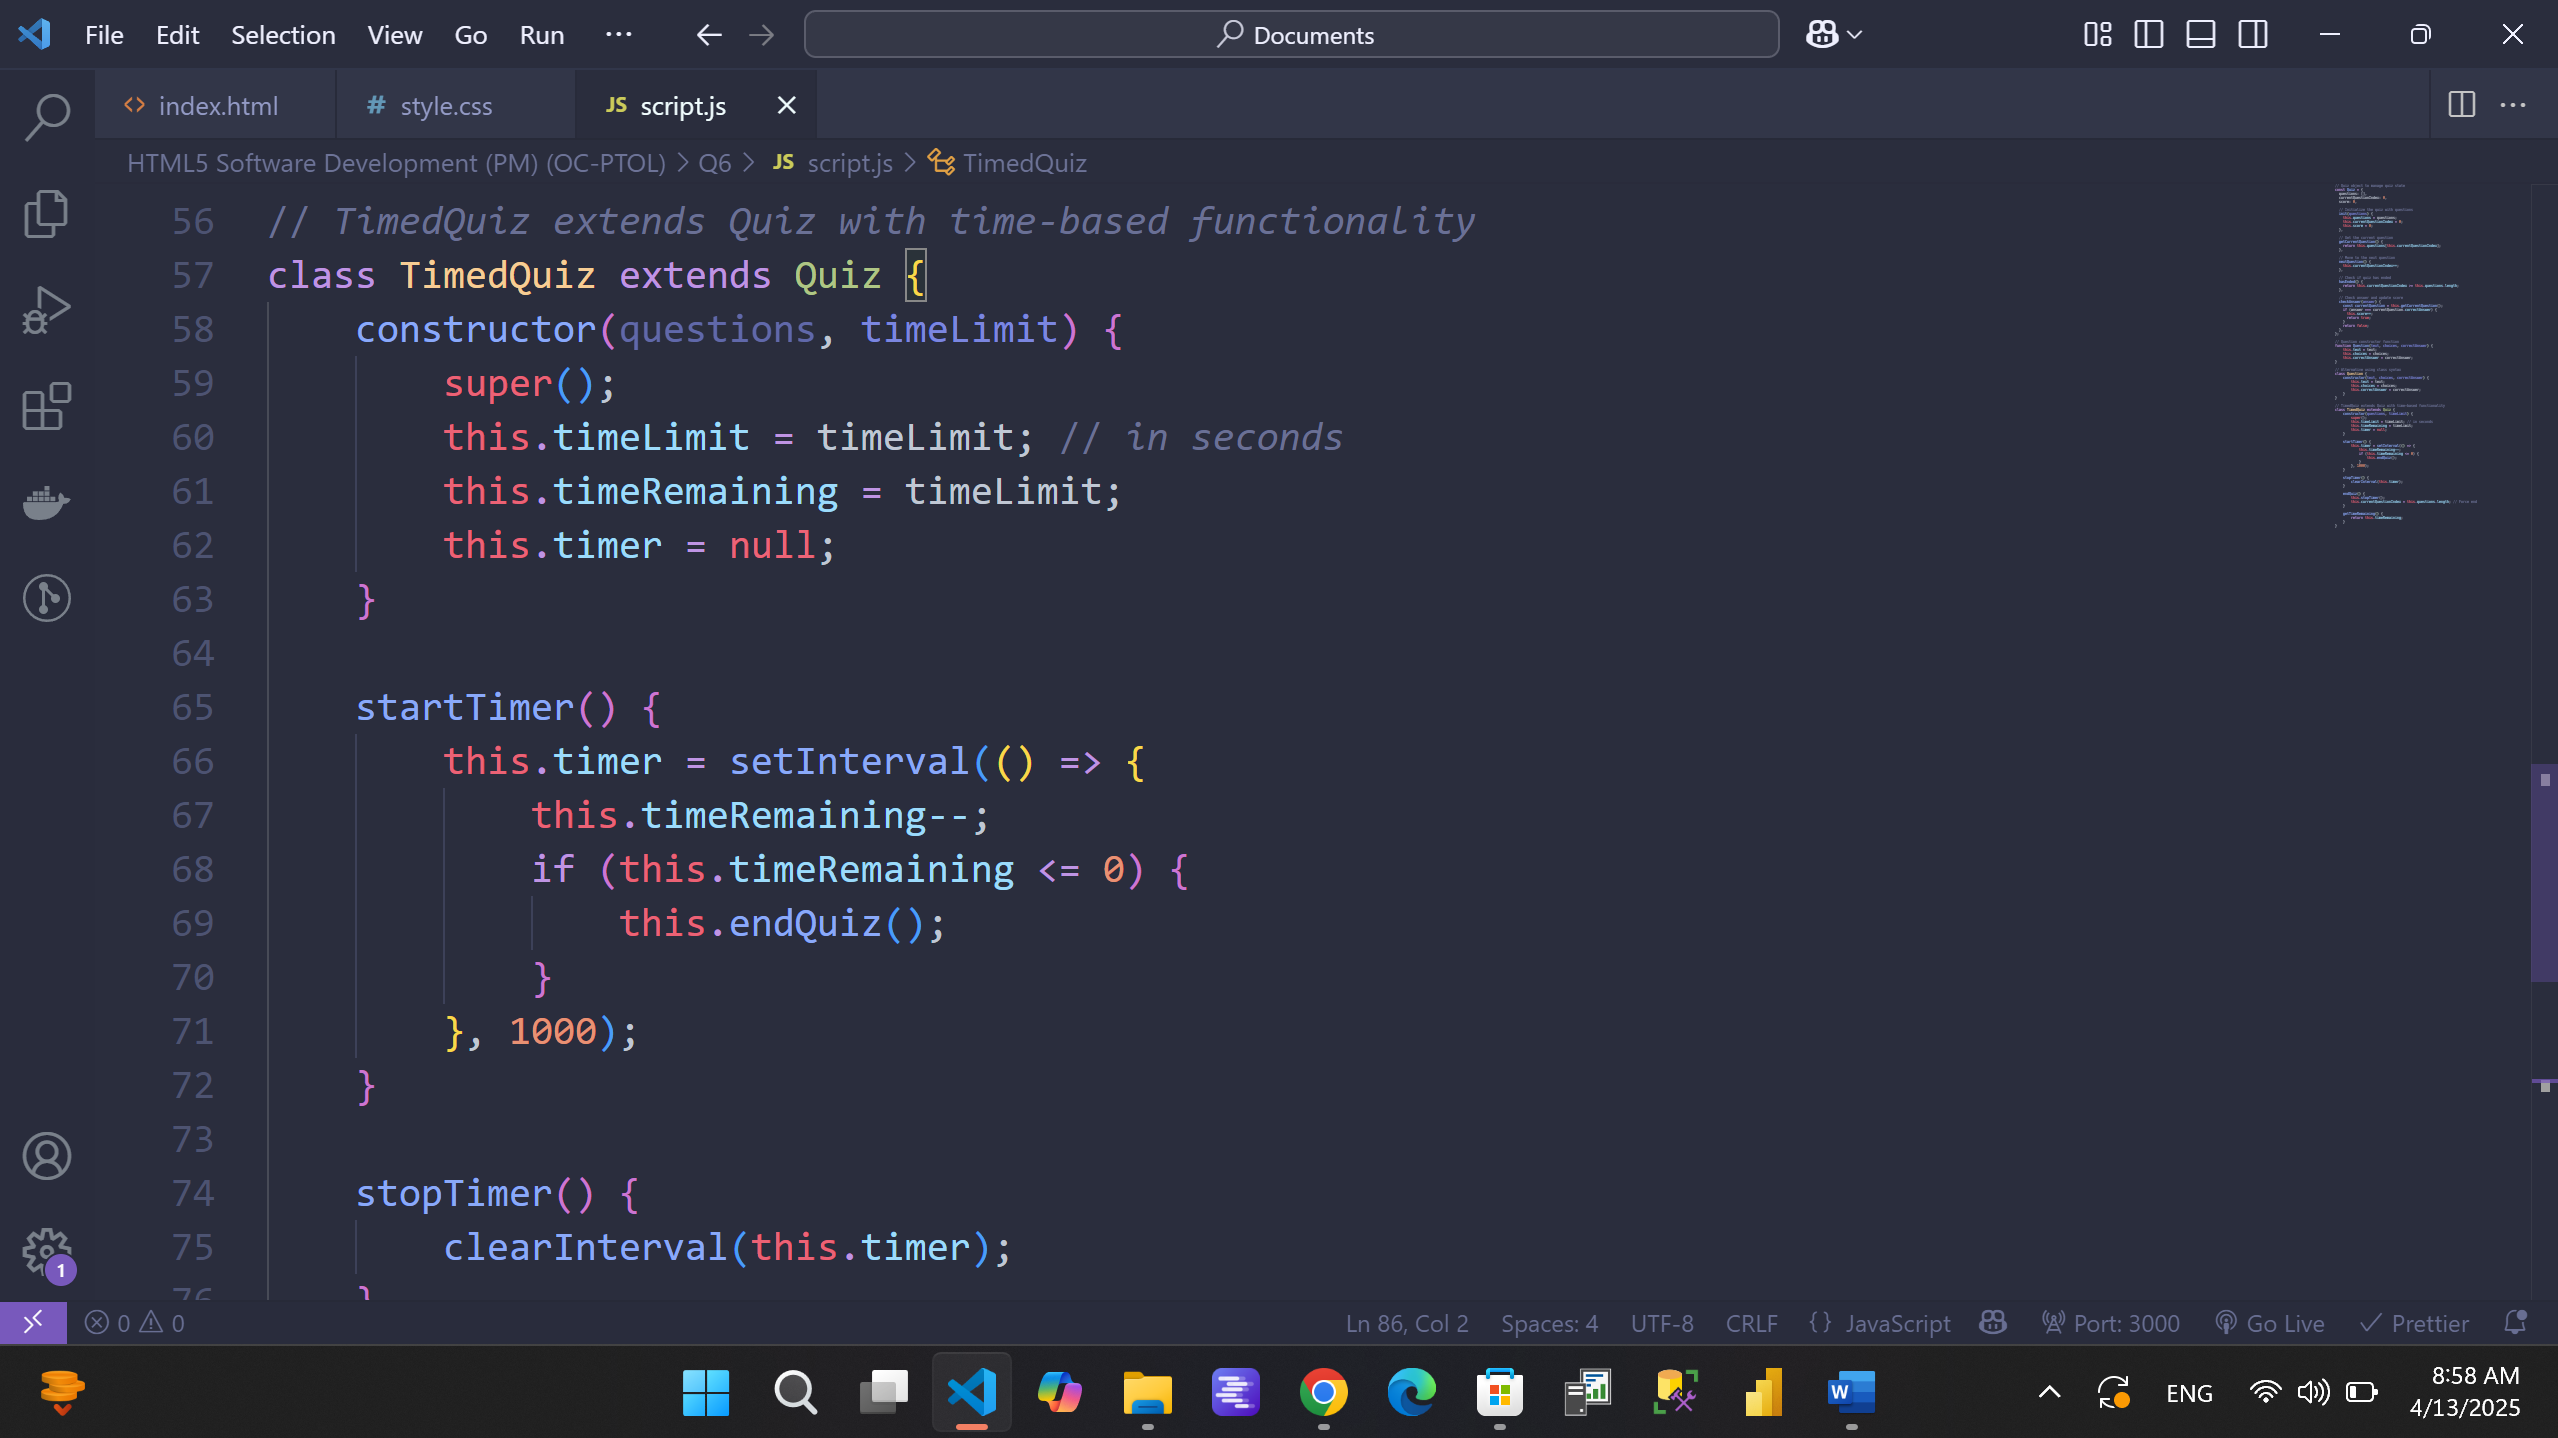 File Edit Selection View Go Run ··· Documents
index.html # style.css JS script.js
HTML5 Software Development (PM) (OC-PTOL) > Q6 > JS script.js > TimedQuiz
56 // TimedQuiz extends Quiz with time-based functionality
57 class TimedQuiz extends Quiz {
58 constructor(questions, timeLimit) {
59 super();
60 this.timeLimit = timeLimit; // in seconds
61 this.timeRemaining = timeLimit;
62 this.timer = null;
63 }
64
65 startTimer() {
66 this.timer = setInterval(() => {
67 this.timeRemaining--;
68 if (this.timeRemaining <= 0) {
69 this.endQuiz();
70 }
71 }, 1000);
72 }
73
74 stopTimer() {
75 clearInterval(this.timer);
76 }
1
0 0 Ln 86, Col 2 Spaces: 4 UTF-8 CRLF {} JavaScript Port: 3000 Go Live Prettier
W ENG 8:58 AM
4/13/2025